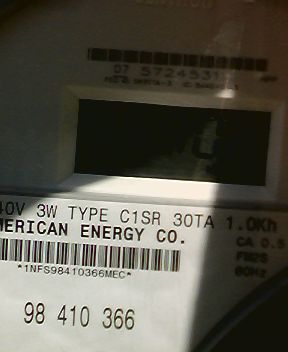 07 5724531
40V 3W TYPE C1SR 30TA 1.0Kh
MERICAN ENERGY CO.
CA 0.5
FM2S
60Hz
*1NFS98410366MEC*
98 410 366